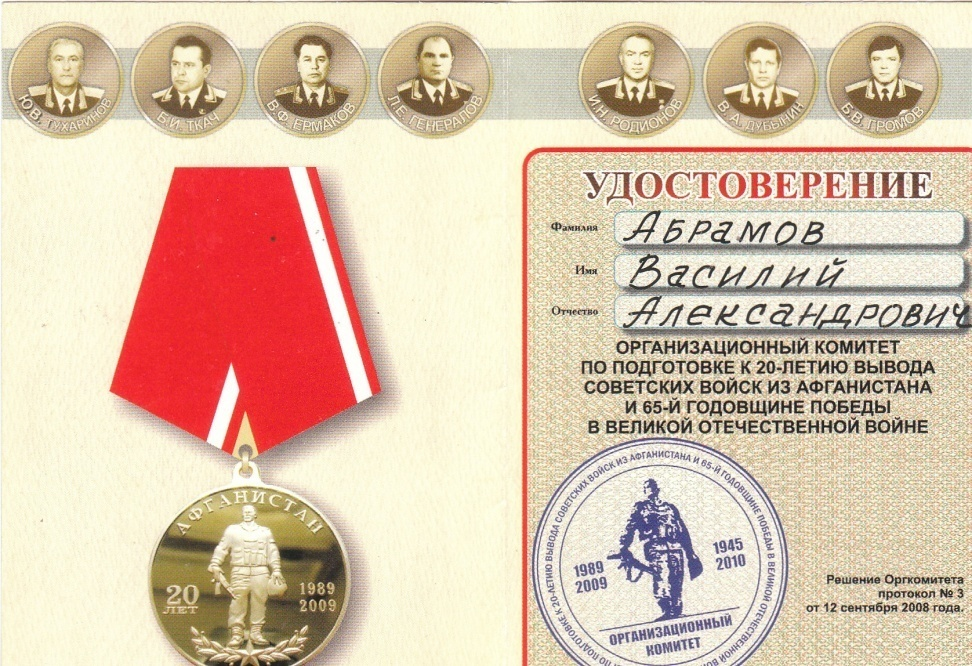 Ю.В. ТУХАРИНОВ
Б.И. ТКАЧ
В.Ф. ЕРМАКОВ
Л.Е. ГЕНЕРАЛОВ
И.Н. РОДИОНОВ
В.А. ДУБЫНИН
Б.В. ГРОМОВ
УДОСТОВЕРЕНИЕ
Фамилия Абрамов
Имя Василий
Отчество Александрович
ОРГАНИЗАЦИОННЫЙ КОМИТЕТ
ПО ПОДГОТОВКЕ К 20-ЛЕТИЮ ВЫВОДА
СОВЕТСКИХ ВОЙСК ИЗ АФГАНИСТАНА
И 65-Й ГОДОВЩИНЕ ПОБЕДЫ
В ВЕЛИКОЙ ОТЕЧЕСТВЕННОЙ ВОЙНЕ
ПО ПОДГОТОВКЕ К 20-ЛЕТИЮ ВЫВОДА СОВЕТСКИХ ВОЙСК ИЗ АФГАНИСТАНА И 65-Й ГОДОВЩИНЕ ПОБЕДЫ В ВЕЛИКОЙ ОТЕЧЕСТВЕННОЙ ВОЙНЕ
1989
2009
1945
2010
ОРГАНИЗАЦИОННЫЙ
КОМИТЕТ
Решение Оргкомитета
протокол № 3
от 12 сентября 2008 года.
АФГАНИСТАН
20
ЛЕТ
1989
2009